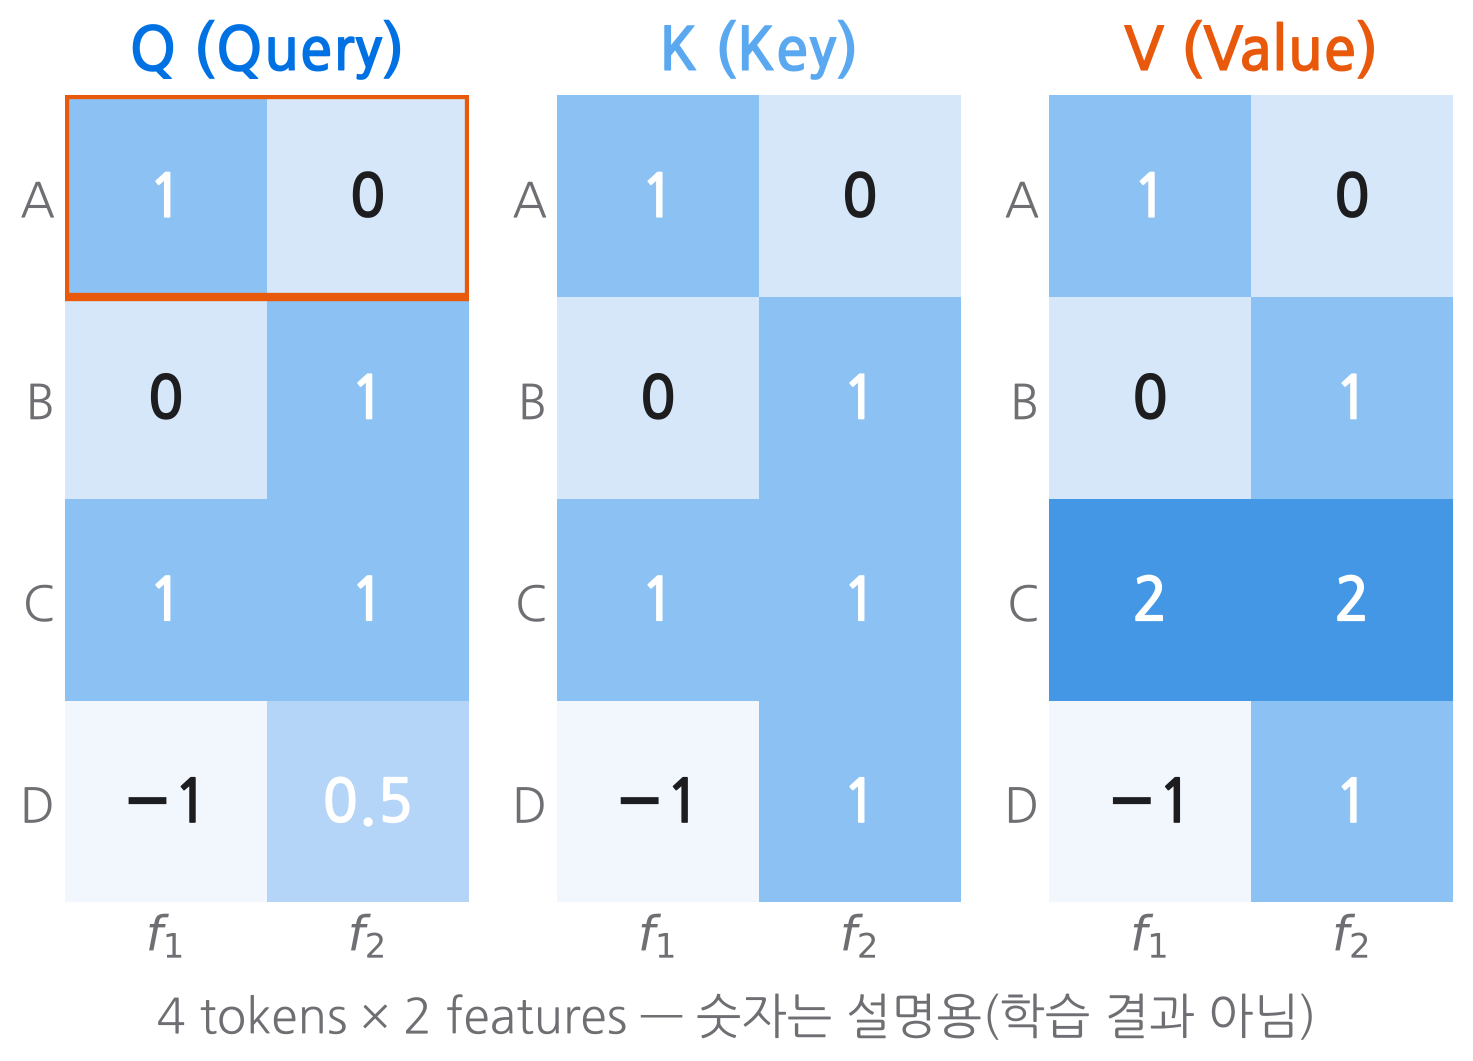 Q (Query) K (Key) V (Value)
A 1 0 A 1 0 A 1 0
B 0 1 B 0 1 B 0 1
C 1 1 C 1 1 C 2 2
D −1 0.5 D −1 1 D −1 1
f₁ f₂ f₁ f₂ f₁ f₂
4 tokens × 2 features — 숫자는 설명용(학습 결과 아님)